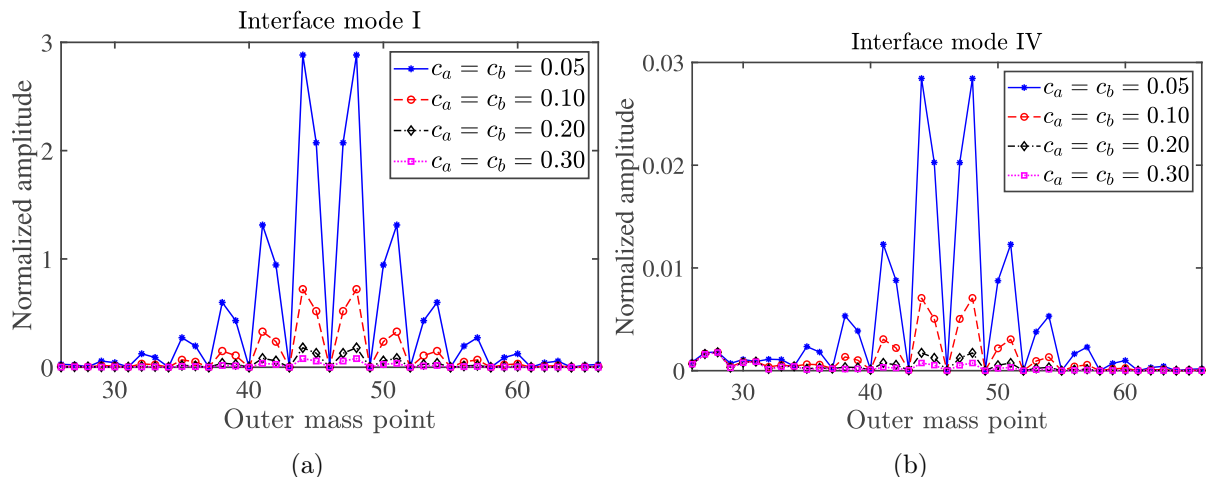 Interface mode I
3
2
1
0
30
40
50
60
Normalized amplitude
Outer mass point
c_a = c_b = 0.05
c_a = c_b = 0.10
c_a = c_b = 0.20
c_a = c_b = 0.30
(a)
Interface mode IV
0.03
0.02
0.01
0
30
40
50
60
Normalized amplitude
Outer mass point
c_a = c_b = 0.05
c_a = c_b = 0.10
c_a = c_b = 0.20
c_a = c_b = 0.30
(b)